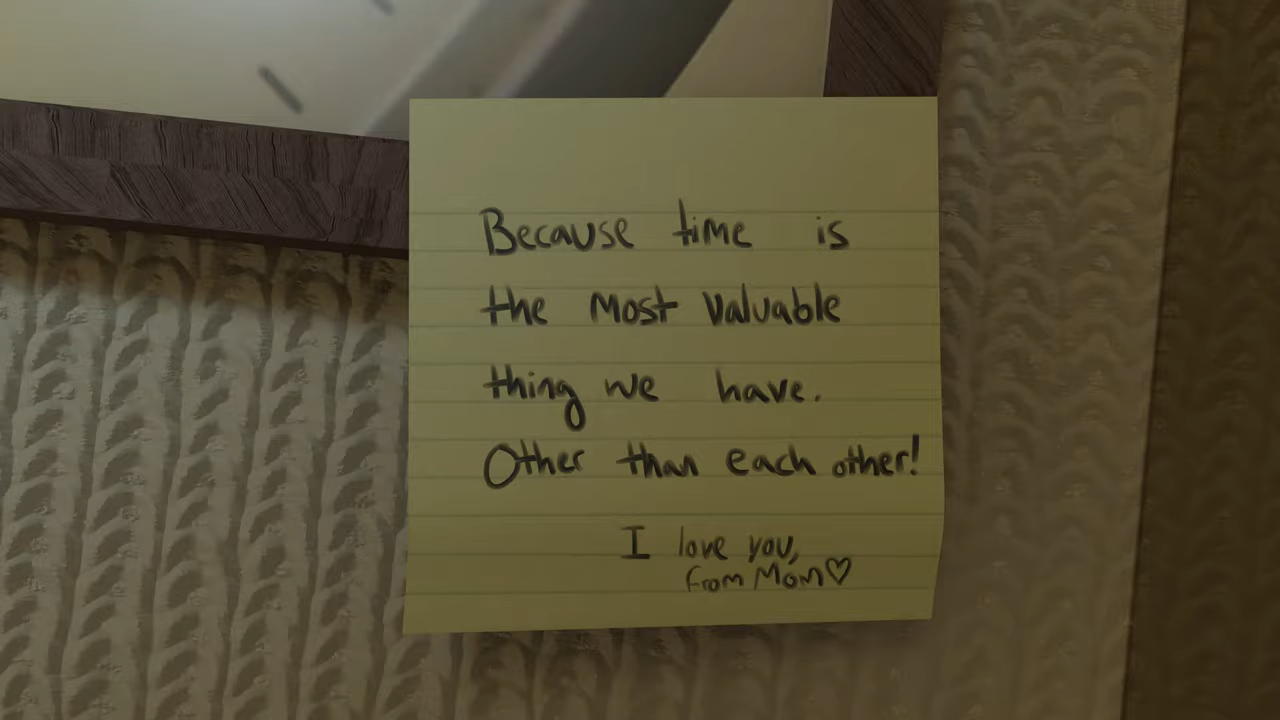 Because time is
the most valuable
thing we have.
Other than each other!
I love you,
from Mom♡